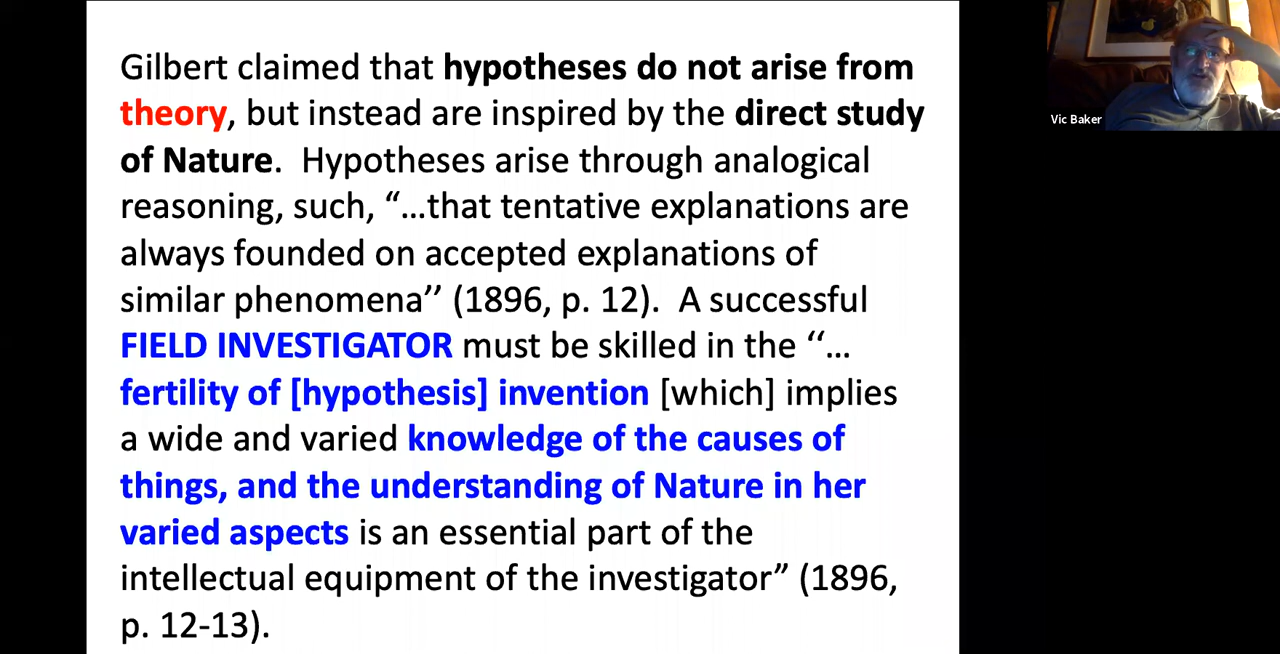 Gilbert claimed that hypotheses do not arise from
theory, but instead are inspired by the direct study
of Nature.  Hypotheses arise through analogical
reasoning, such, “…that tentative explanations are
always founded on accepted explanations of
similar phenomena’’ (1896, p. 12).  A successful
FIELD INVESTIGATOR must be skilled in the ‘‘…
fertility of [hypothesis] invention [which] implies
a wide and varied knowledge of the causes of
things, and the understanding of Nature in her
varied aspects is an essential part of the
intellectual equipment of the investigator” (1896,
p. 12-13).
Vic Baker